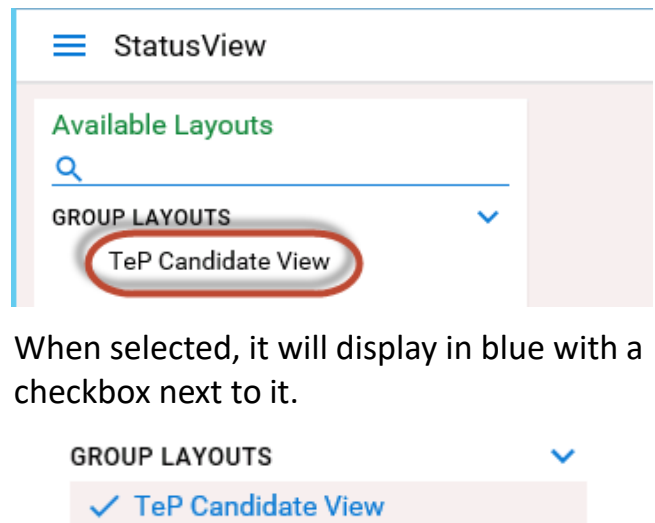 StatusView
Available Layouts
GROUP LAYOUTS
TeP Candidate View
When selected, it will display in blue with a
checkbox next to it.
GROUP LAYOUTS
TeP Candidate View